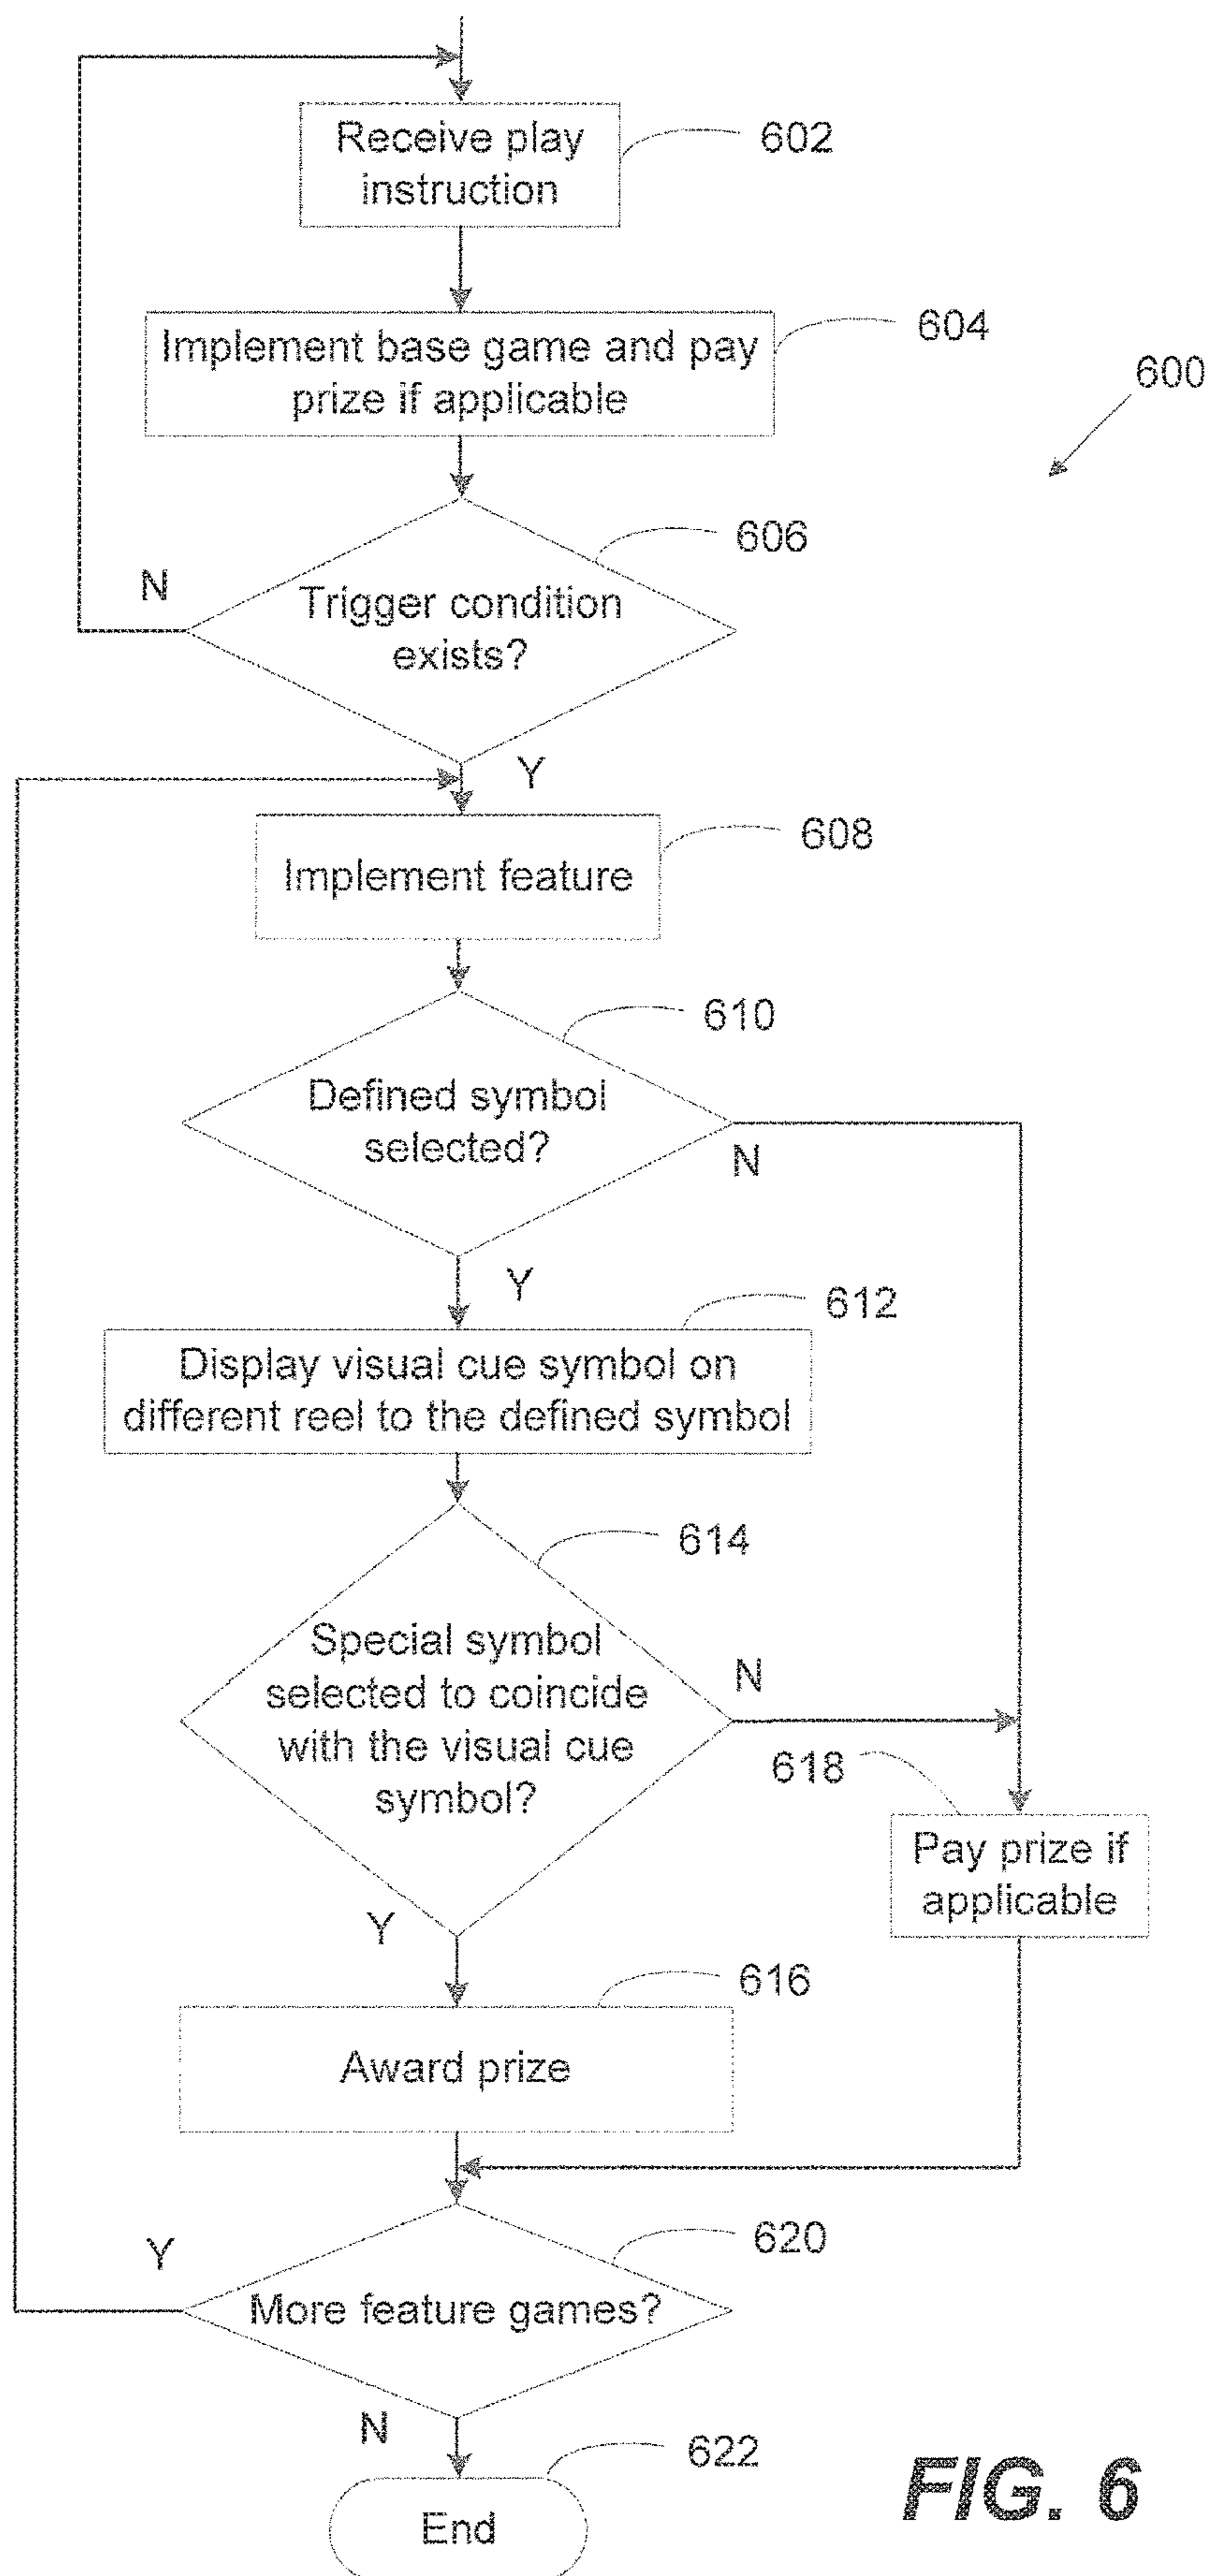 Receive play
instruction
602
Implement base game and pay
prize if applicable
604
600
Trigger condition
exists?
606
N
Y
Implement feature
608
Defined symbol
selected?
610
N
Y
Display visual cue symbol on
different reel to the defined symbol
612
Special symbol
selected to coincide
with the visual cue
symbol?
614
N
618
Pay prize if
applicable
Y
616
Award prize
Y
More feature games?
620
N
622
End
FIG. 6